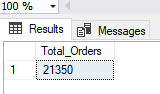 100 %
Results Messages
Total_Orders
1 21350